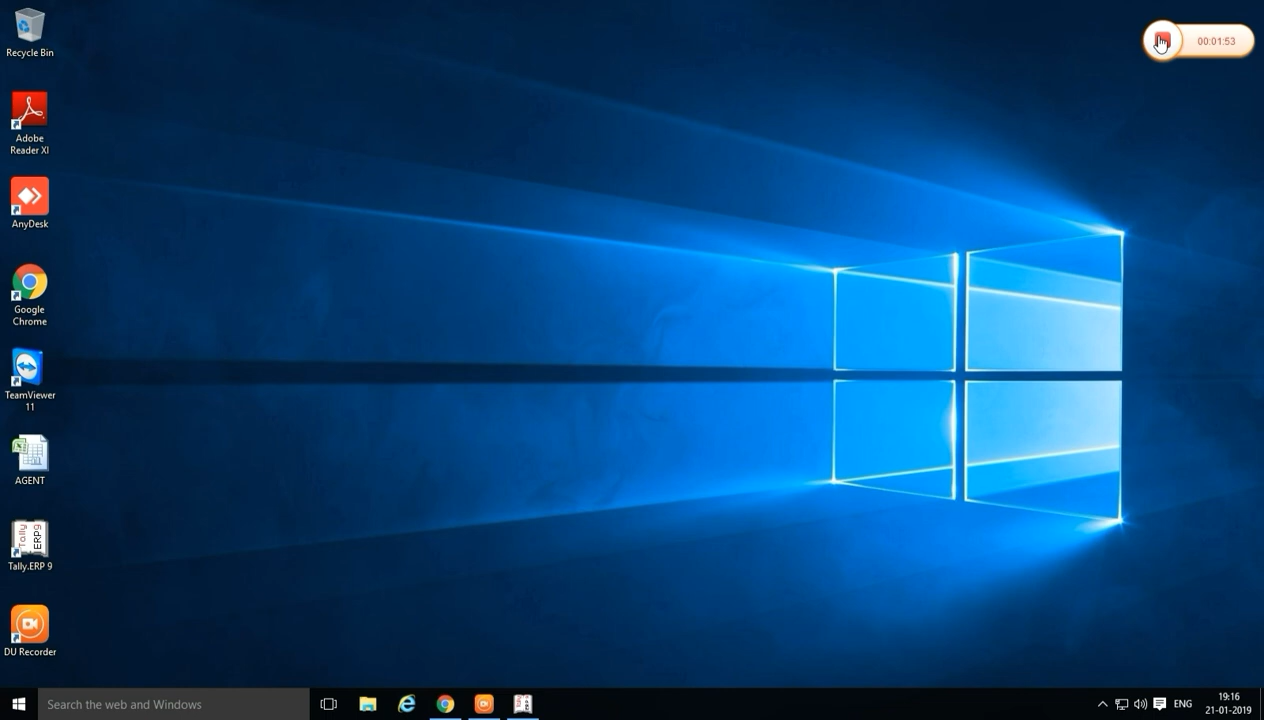 Recycle Bin
00:01:53
Adobe
Reader XI
AnyDesk
Google
Chrome
TeamViewer
11
AGENT
Tally
ERP9
Tally.ERP 9
DU Recorder
Search the web and Windows
ENG
19:16
21-01-2019